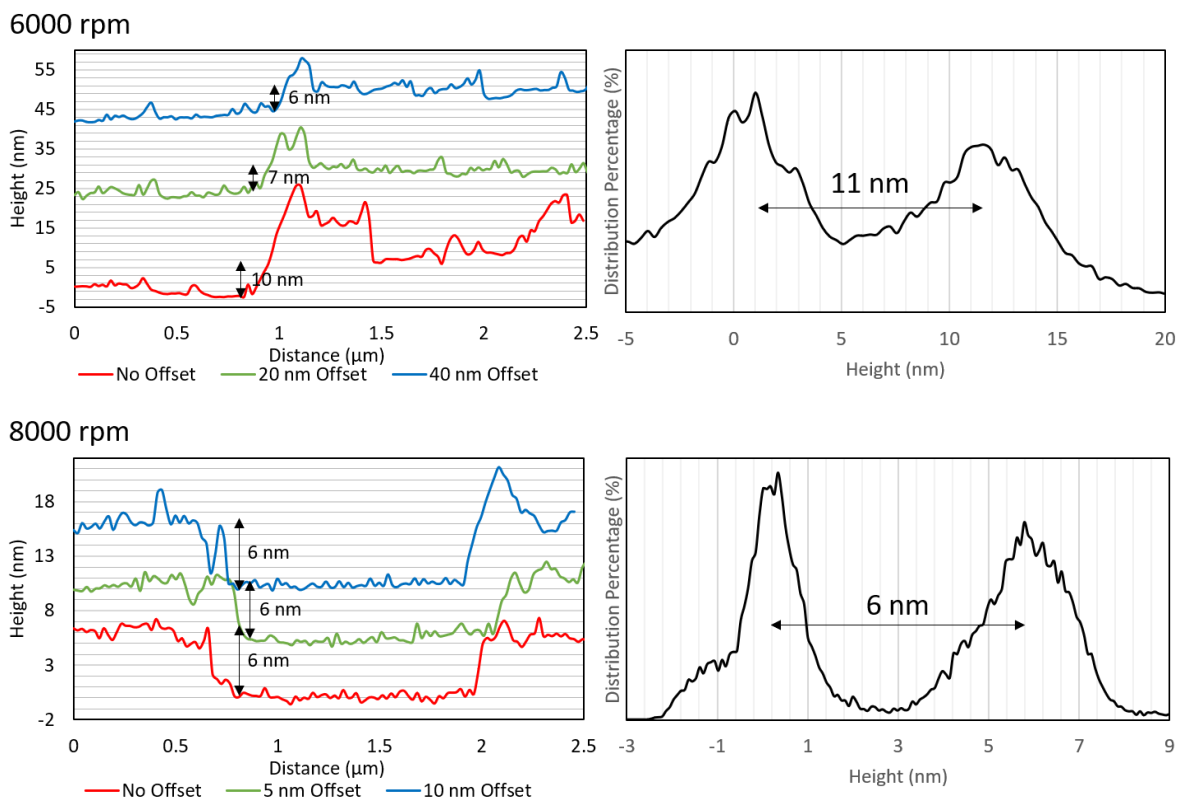 6000 rpm
Height (nm)
55
45
35
25
15
5
-5
6 nm
7 nm
10 nm
0 0.5 1 1.5 2 2.5
Distance (μm)
No Offset 20 nm Offset 40 nm Offset
Distribution Percentage (%)
11 nm
-5 0 5 10 15 20
Height (nm)
8000 rpm
Height (nm)
18
13
8
3
-2
6 nm
6 nm
6 nm
0 0.5 1 1.5 2 2.5
Distance (μm)
No Offset 5 nm Offset 10 nm Offset
Distribution Percentage (%)
6 nm
-3 -1 1 3 5 7 9
Height (nm)